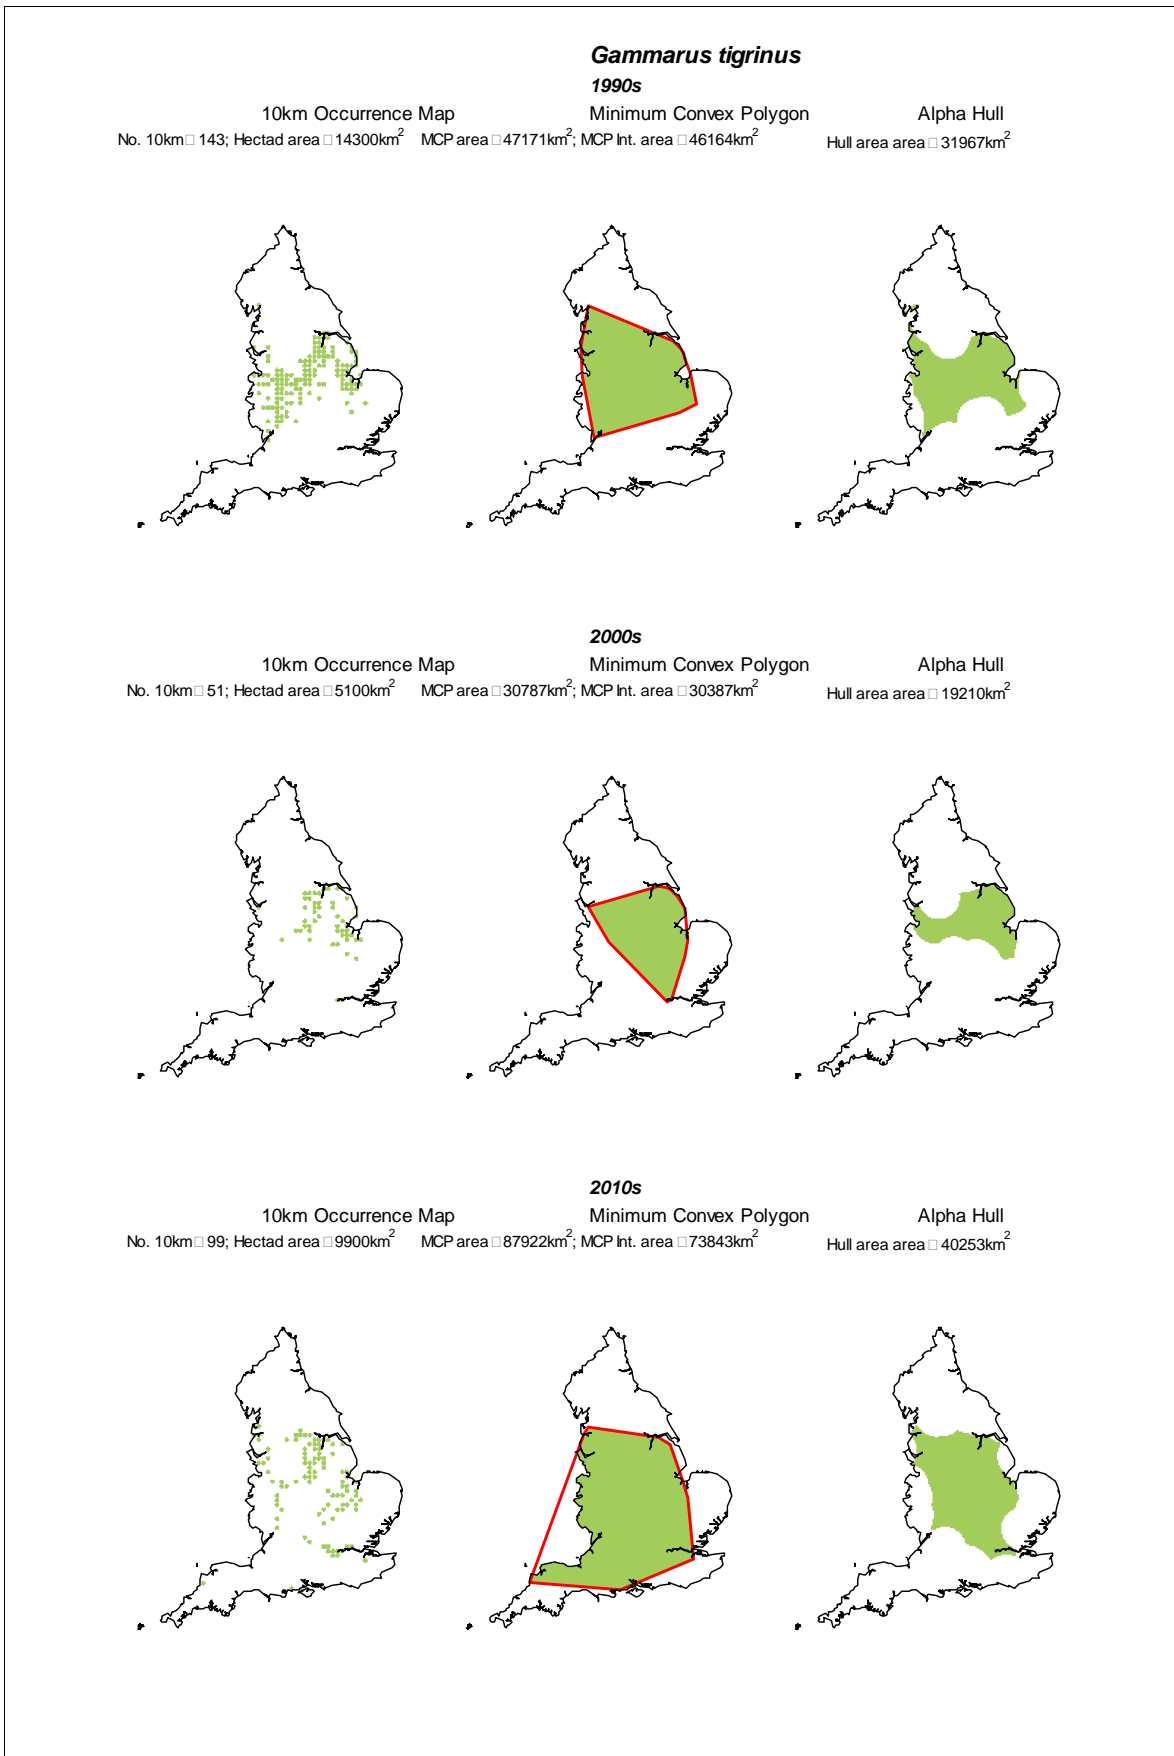 Gammarus tigrinus
1990s
10km Occurrence Map Minimum Convex Polygon Alpha Hull
No. 10km□143; Hectad area□14300km² MCP area□47171km²; MCP Int. area□46164km² Hull area area□31967km²
2000s
10km Occurrence Map Minimum Convex Polygon Alpha Hull
No. 10km□51; Hectad area□5100km² MCP area□30787km²; MCP Int. area□30387km² Hull area area□19210km²
2010s
10km Occurrence Map Minimum Convex Polygon Alpha Hull
No. 10km□99; Hectad area□9900km² MCP area□87922km²; MCP Int. area□73843km² Hull area area□40253km²